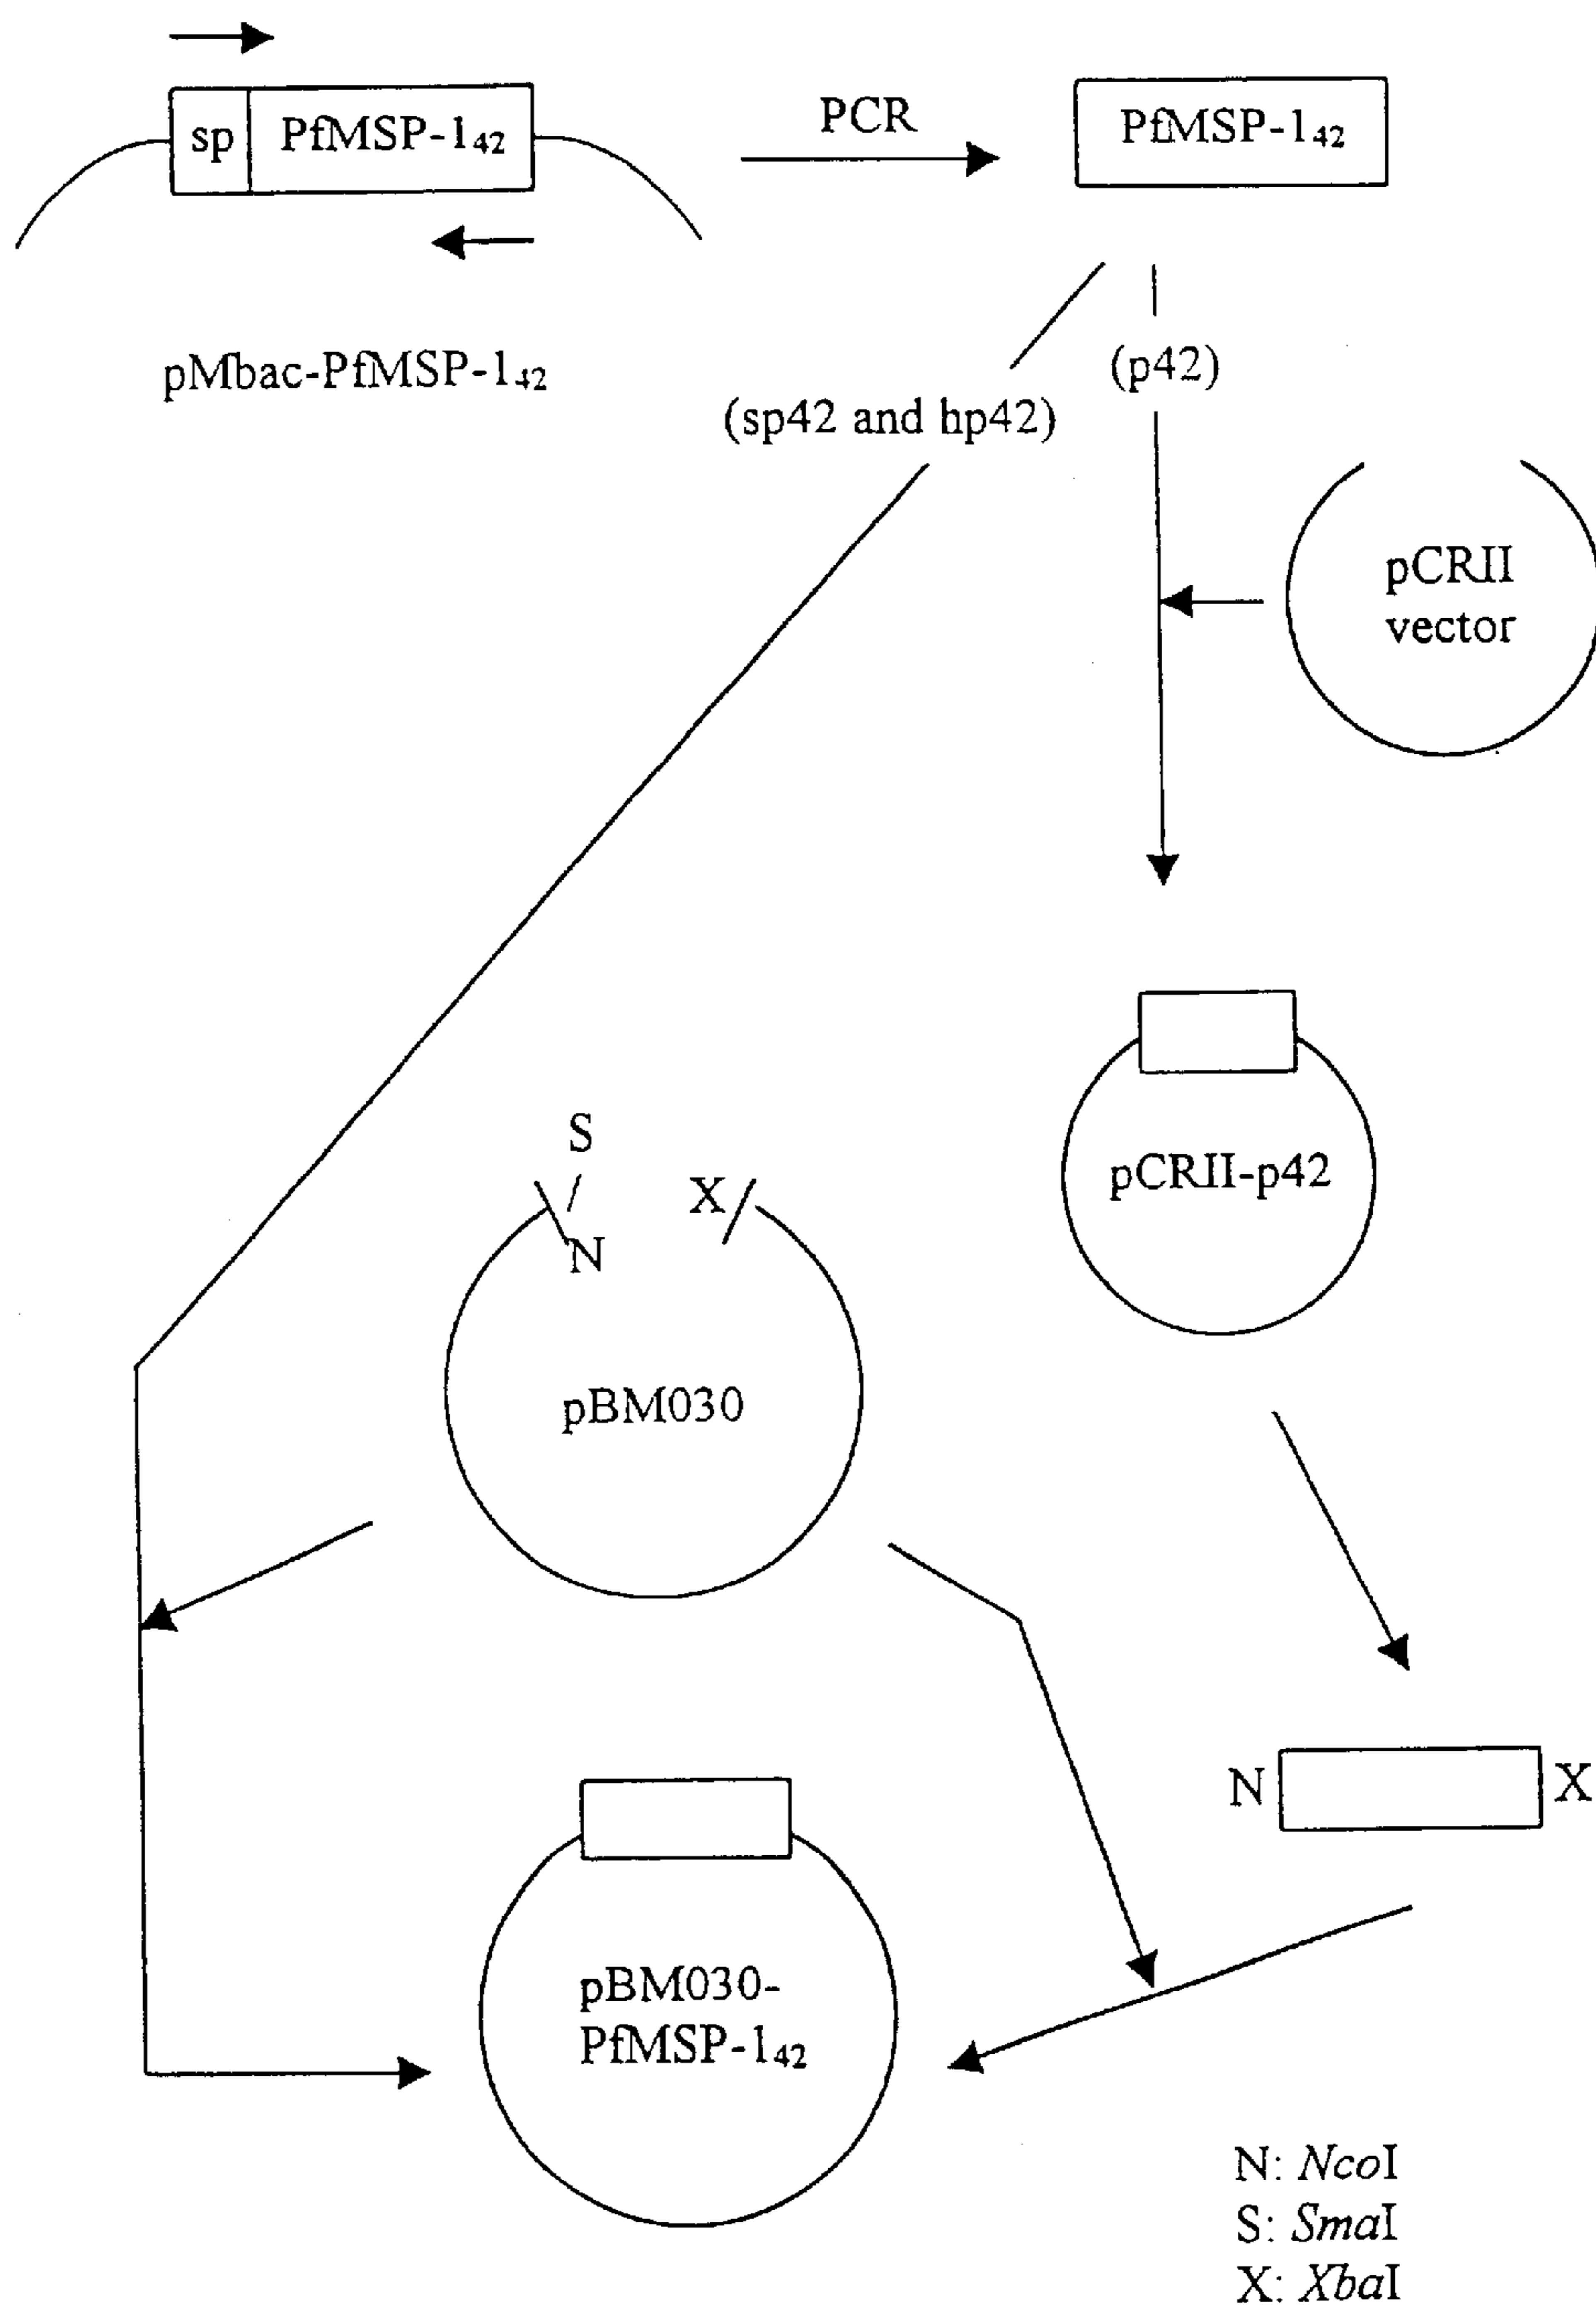 sp
PfMSP-1₄₂
PCR
PfMSP-1₄₂
pMbac-PfMSP-1₄₂
(p42)
(sp42 and hp42)
pCRII
vector
pCRII-p42
S
X
N
pBM030
N
X
pBM030-
PfMSP-1₄₂
N: NcoI
S: SmaI
X: XbaI